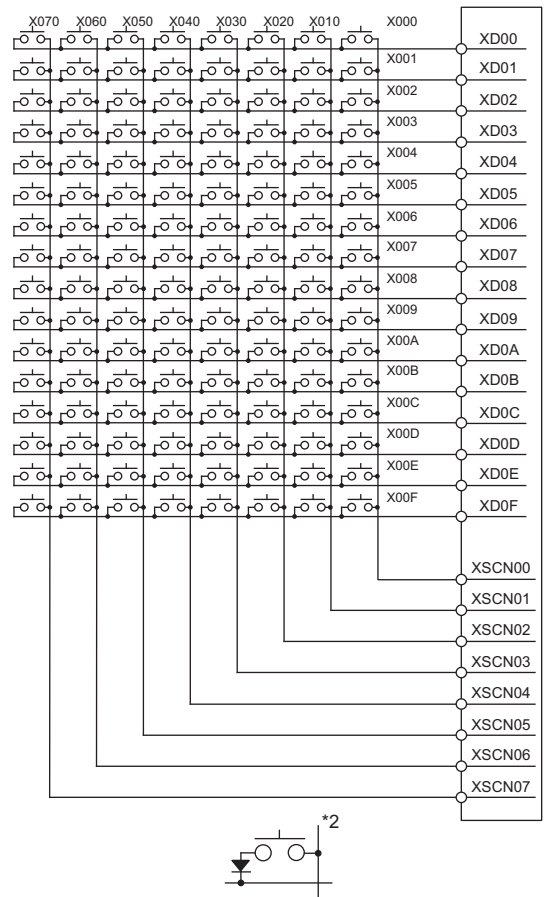 X070 X060 X050 X040 X030 X020 X010 X000
XD00
X001
XD01
X002
XD02
X003
XD03
X004
XD04
X005
XD05
X006
XD06
X007
XD07
X008
XD08
X009
XD09
X00A
XD0A
X00B
XD0B
X00C
XD0C
X00D
XD0D
X00E
XD0E
X00F
XD0F
XSCN00
XSCN01
XSCN02
XSCN03
XSCN04
XSCN05
XSCN06
XSCN07
*2